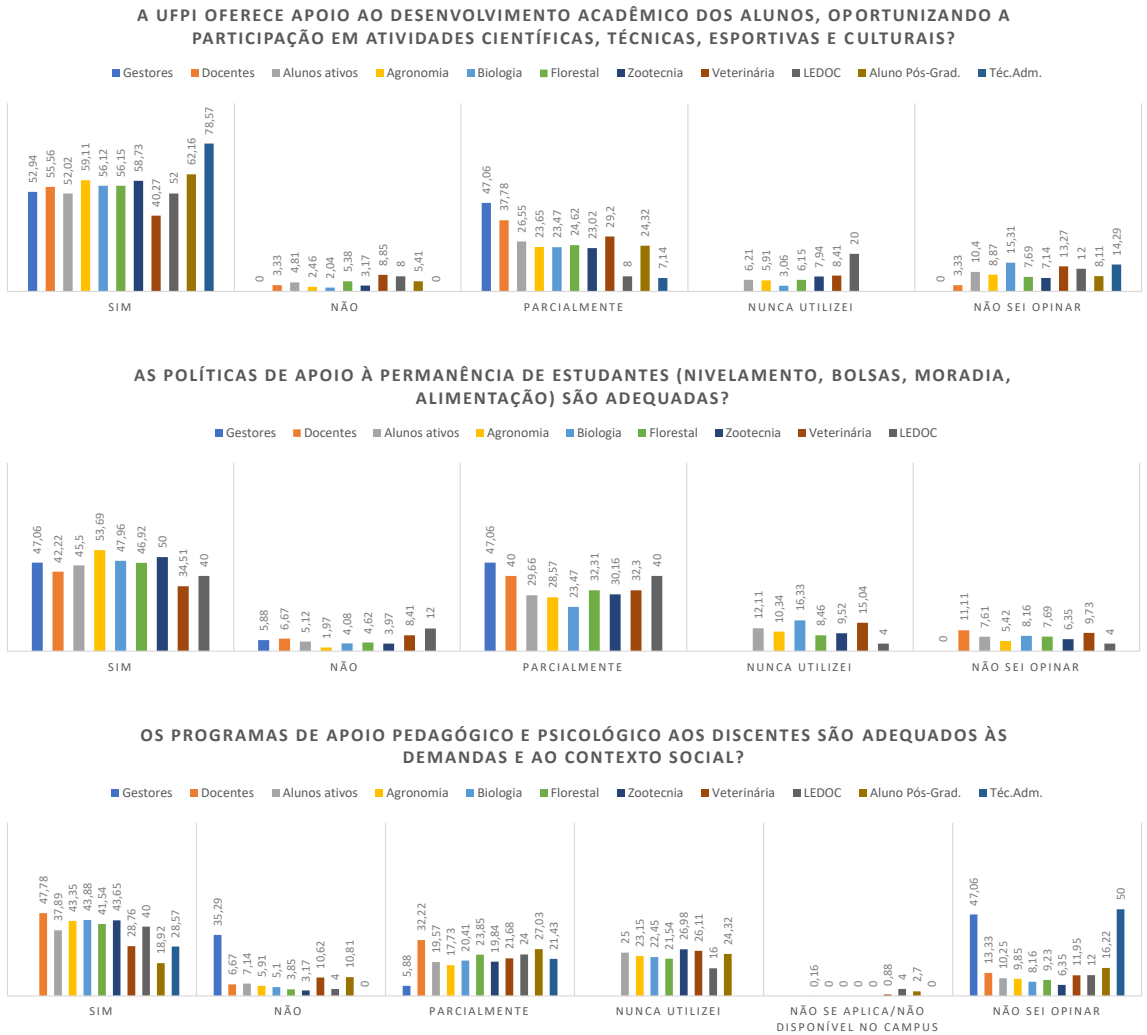 A UFPI OFERECE APOIO AO DESENVOLVIMENTO ACADÊMICO DOS ALUNOS, OPORTUNIZANDO A
PARTICIPAÇÃO EM ATIVIDADES CIENTÍFICAS, TÉCNICAS, ESPORTIVAS E CULTURAIS?
Gestores Docentes Alunos ativos Agronomia Biologia Florestal Zootecnia Veterinária LEDOC Aluno Pós-Grad. Téc.Adm.
52,94 55,56 52,02 59,11 56,12 56,15 58,73 40,27 52 62,16 78,57
0 3,33 4,81 2,46 2,04 5,38 3,17 8,85 8 5,41 0
47,06 37,78 26,55 23,65 23,47 24,62 23,02 29,2 8 24,32 7,14
6,21 5,91 3,06 6,15 7,94 8,41 20
0 3,33 10,4 8,87 15,31 7,69 7,14 13,27 12 8,11 14,29
SIM NÃO PARCIALMENTE NUNCA UTILIZEI NÃO SEI OPINAR
AS POLÍTICAS DE APOIO À PERMANÊNCIA DE ESTUDANTES (NIVELAMENTO, BOLSAS, MORADIA,
ALIMENTAÇÃO) SÃO ADEQUADAS?
Gestores Docentes Alunos ativos Agronomia Biologia Florestal Zootecnia Veterinária LEDOC
47,06 42,22 45,5 53,69 47,96 46,92 50 34,51 40
5,88 6,67 5,12 1,97 4,08 4,62 3,97 8,41 12
47,06 40 29,66 28,57 23,47 32,31 30,16 32,3 40
12,11 10,34 16,33 8,46 9,52 15,04 4
0 11,11 7,61 5,42 8,16 7,69 6,35 9,73 4
SIM NÃO PARCIALMENTE NUNCA UTILIZEI NÃO SEI OPINAR
OS PROGRAMAS DE APOIO PEDAGÓGICO E PSICOLÓGICO AOS DISCENTES SÃO ADEQUADOS ÀS
DEMANDAS E AO CONTEXTO SOCIAL?
Gestores Docentes Alunos ativos Agronomia Biologia Florestal Zootecnia Veterinária LEDOC Aluno Pós-Grad. Téc.Adm.
47,78 37,89 43,35 43,88 41,54 43,65 28,76 40 18,92 28,57
35,29 6,67 7,14 5,91 5,1 3,85 3,17 10,62 4 10,81 0
5,88 32,22 19,57 17,73 20,41 23,85 19,84 21,68 24 27,03 21,43
25 23,15 22,45 21,54 26,98 26,11 16 24,32
0,16 0 0 0 0 0,88 4 2,7 0
47,06 13,33 10,25 9,85 8,16 9,23 6,35 11,95 12 16,22 50
SIM NÃO PARCIALMENTE NUNCA UTILIZEI NÃO SE APLICA/NÃO NÃO SEI OPINAR
DISPONÍVEL NO CAMPUS